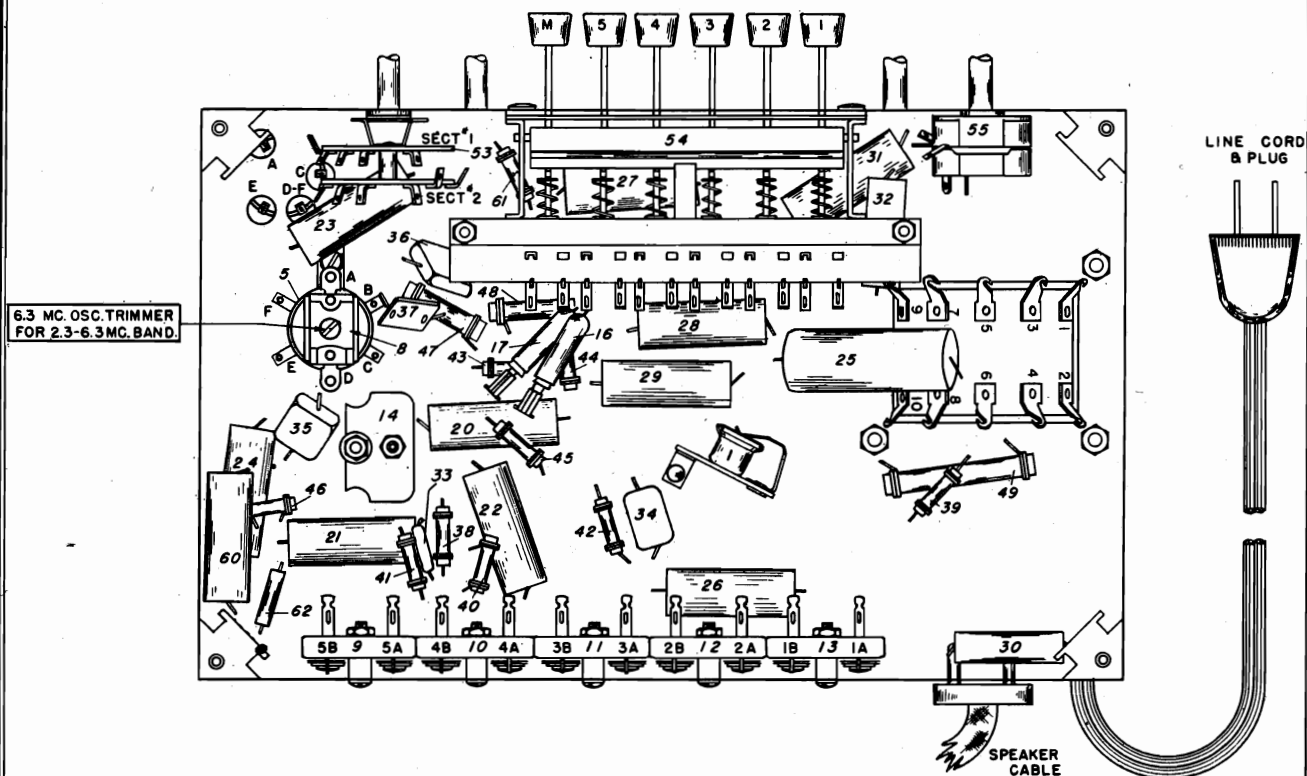 M 5 4 3 2 1
SECT#1
53
54
55
A
C
E
D-F
SECT#2
61
27
31
32
23
LINE CORD
& PLUG
36
5
A
B
F
37
48
6.3 MC. OSC. TRIMMER
FOR 2.3-6.3 MC. BAND.
8
47
17
16
28
25
9 7 5 3 1
E
C
D
43
44
29
10 8 6 4 2
35
14
20
45
1
24
46
33
22
34
42
49
39
60
21
41
38
40
26
62
5B 9 5A 4B 10 4A 3B 11 3A 2B 12 2A 1B 13 1A
30
SPEAKER
CABLE